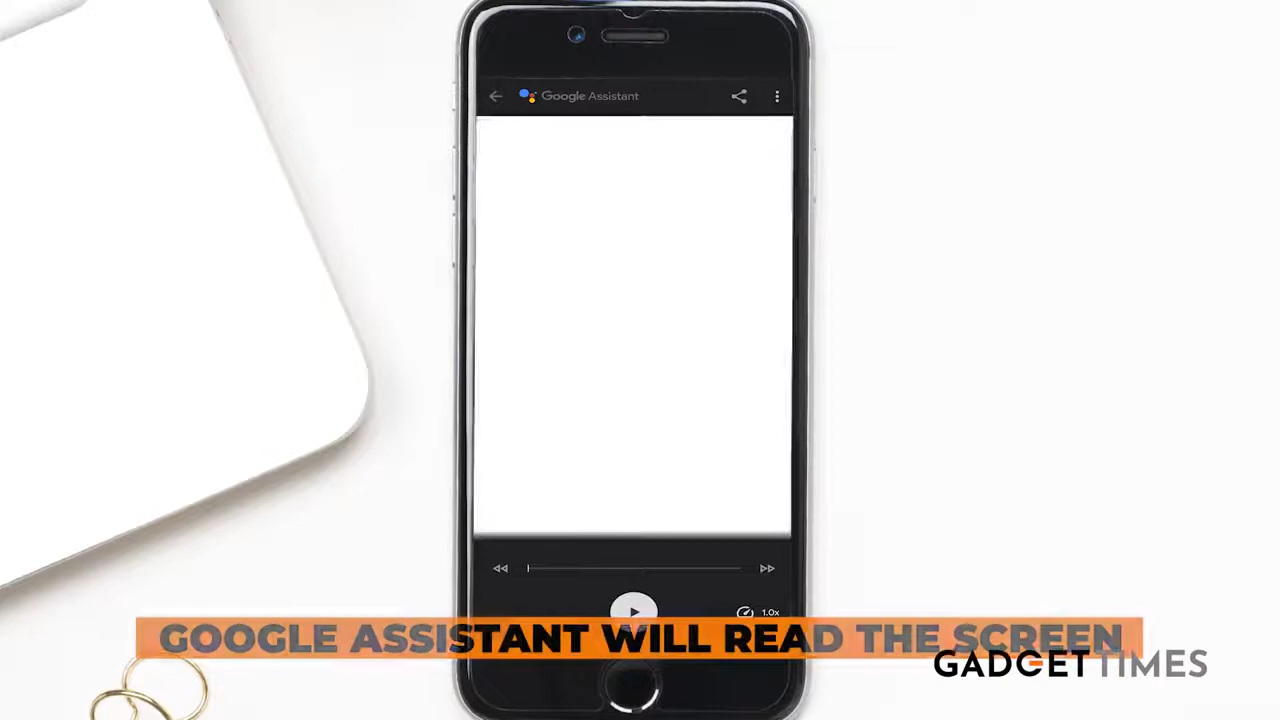 Google Assistant
1.0x
GOOGLE ASSISTANT WILL READ THE SCREEN
GADGET TIMES